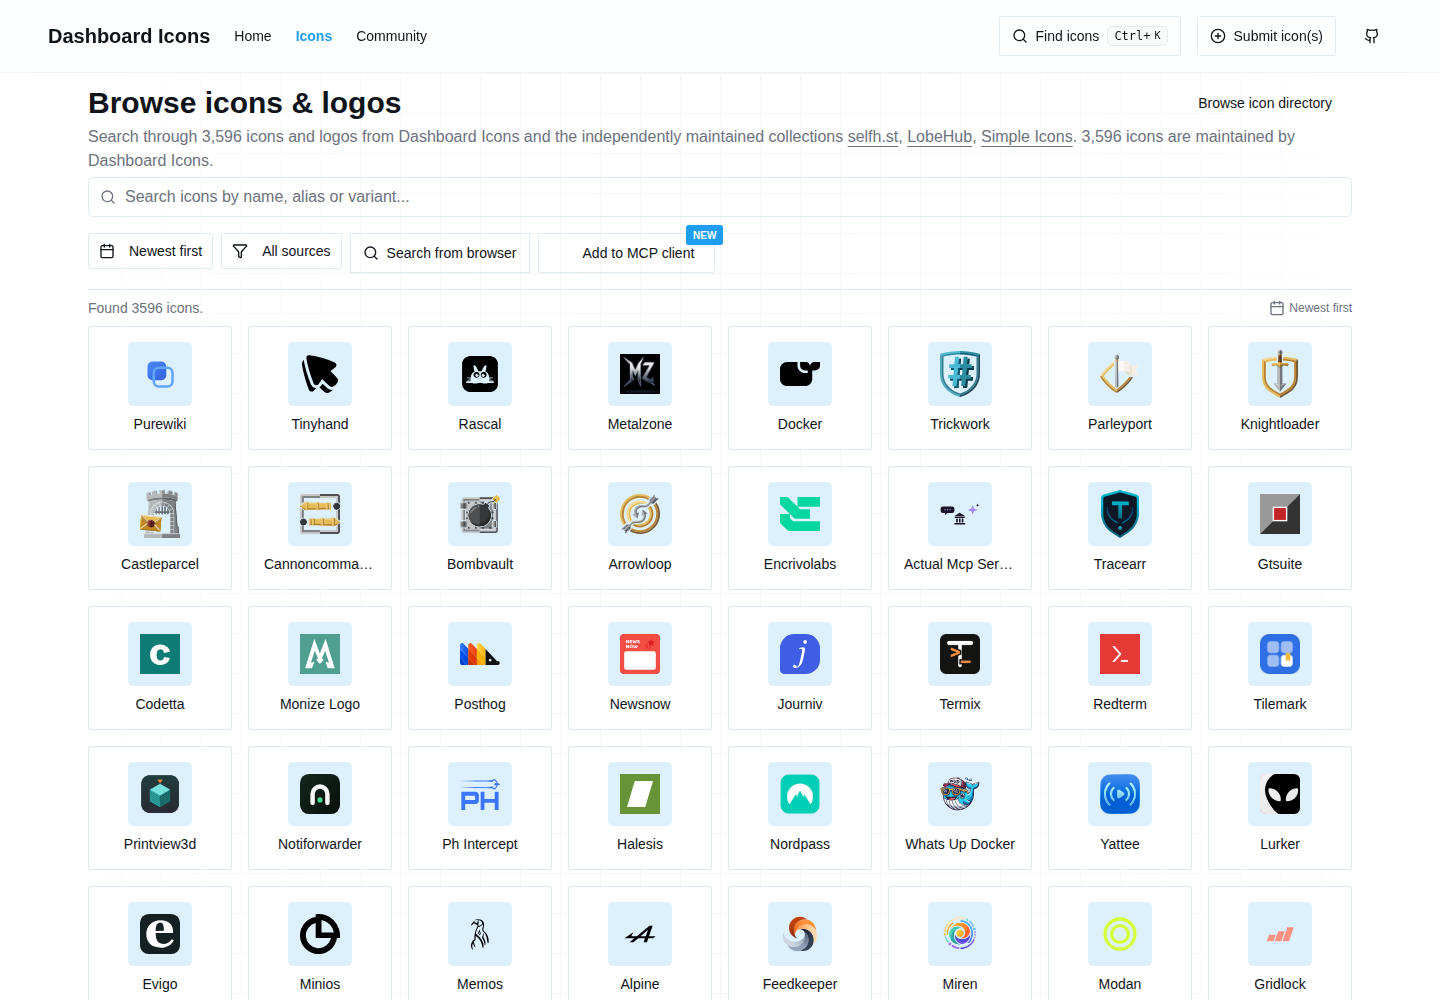 Dashboard Icons Home Icons Community Find icons Ctrl+ K Submit icon(s)
Browse icons & logos Browse icon directory
Search through 3,596 icons and logos from Dashboard Icons and the independently maintained collections selfh.st, LobeHub, Simple Icons. 3,596 icons are maintained by
Dashboard Icons.
Search icons by name, alias or variant...
NEW
Newest first All sources Search from browser Add to MCP client
Found 3596 icons. Newest first
MZ
#
Purewiki Tinyhand Rascal Metalzone Docker Trickwork Parleyport Knightloader
T
Castleparcel Cannoncomma... Bombvault Arrowloop Encrivolabs Actual Mcp Ser... Tracearr Gtsuite
c M NEWS NOW j T>_ >_
Codetta Monize Logo Posthog Newsnow Journiv Termix Redterm Tilemark
n PH
Printview3d Notiforwarder Ph Intercept Halesis Nordpass Whats Up Docker Yattee Lurker
e A
Evigo Minios Memos Alpine Feedkeeper Miren Modan Gridlock